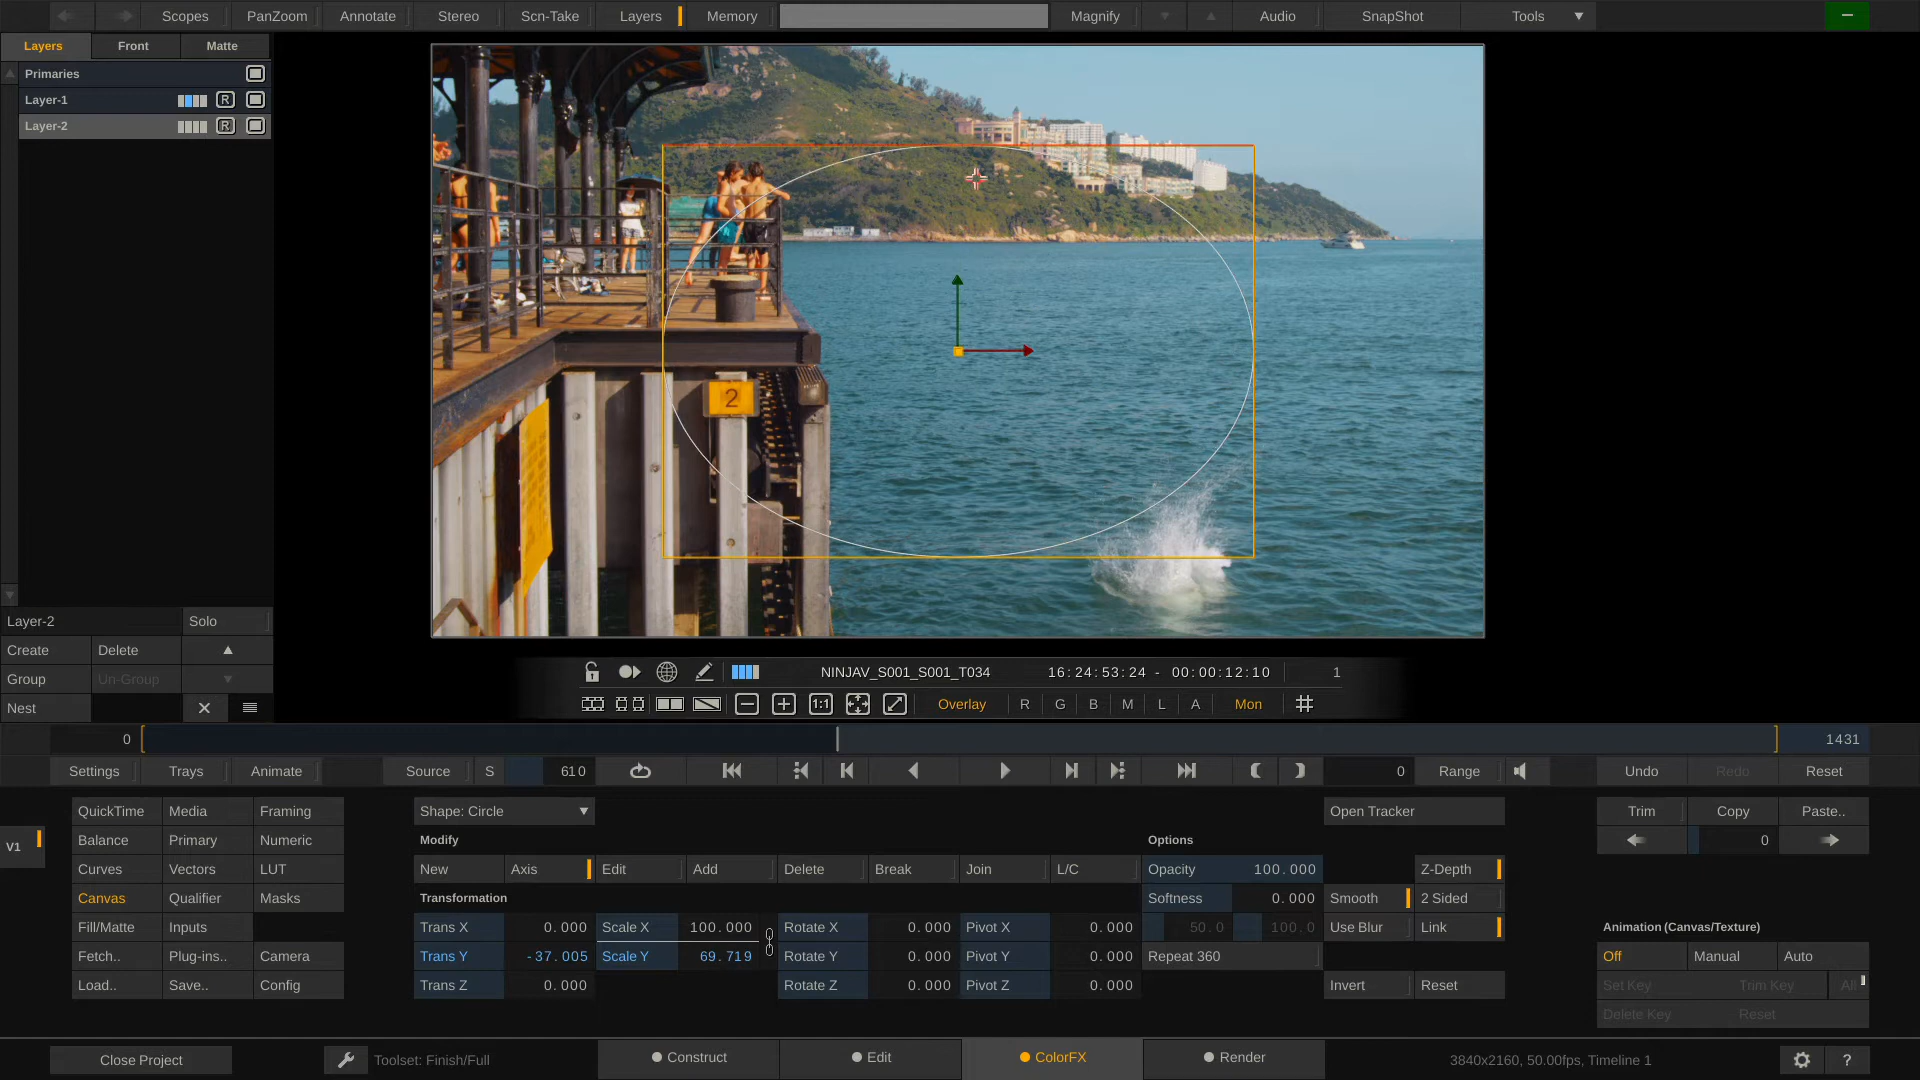 Scopes PanZoom Annotate Stereo Scn-Take Layers Memory Magnify Audio SnapShot Tools
Layers Front Matte
Primaries
Layer-1 R
Layer-2 R
2
Layer-2 Solo
Create Delete
Group Un-Group
Nest
NINJAV_S001_S001_T034 16:24:53:24 - 00:00:12:10 1
1:1 Overlay R G B M L A Mon
0 1431
Settings Trays Animate Source S 610 0 Range Undo Redo Reset
QuickTime Media Framing Shape: Circle Open Tracker Trim Copy Paste..
V1 Balance Primary Numeric Modify Options 0
Curves Vectors LUT New Axis Edit Add Delete Break Join L/C Opacity 100.000 Z-Depth
Canvas Qualifier Masks Transformation Softness 0.000 Smooth 2 Sided
Fill/Matte Inputs Trans X 0.000 Scale X 100.000 Rotate X 0.000 Pivot X 0.000 50.0 100.0 Use Blur Link Animation (Canvas/Texture)
Fetch.. Plug-ins.. Camera Trans Y -37.005 Scale Y 69.719 Rotate Y 0.000 Pivot Y 0.000 Repeat 360 Off Manual Auto
Load.. Save.. Config Trans Z 0.000 Rotate Z 0.000 Pivot Z 0.000 Invert Reset Set Key Trim Key All
Delete Key Reset
Close Project Toolset: Finish/Full Construct Edit ColorFX Render 3840x2160, 50.00fps, Timeline 1 ?